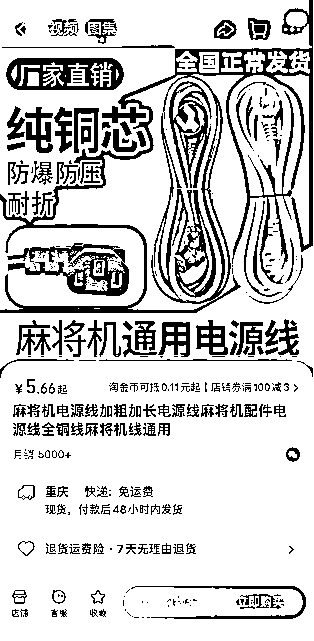 视频 图集
全国正常发货
厂家直销
纯铜芯
防爆防压
耐折
麻将机通用电源线
￥5.66起 淘金币可抵0.11元起 | 店铺券满100减3 >
麻将机电源线加粗加长电源线麻将机配件电
源线全铜线麻将机线通用
月销 5000+
重庆 快递：免运费
现货，付款后48小时内发货
退货运费险·7天无理由退货 >
店铺 客服 收藏 立即购买